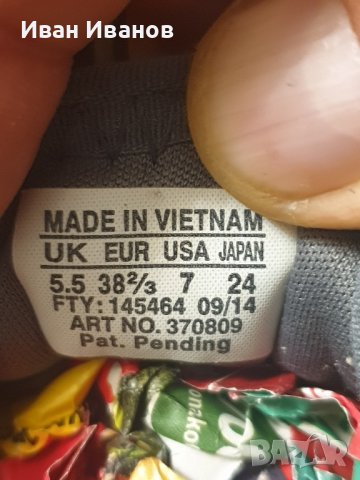 Иван Иванов
MADE IN VIETNAM
UK EUR USA JAPAN
5.5 38⅔ 7 24
FTY: 145464 09/14
ART NO. 370809
Pat. Pending
BAZAR